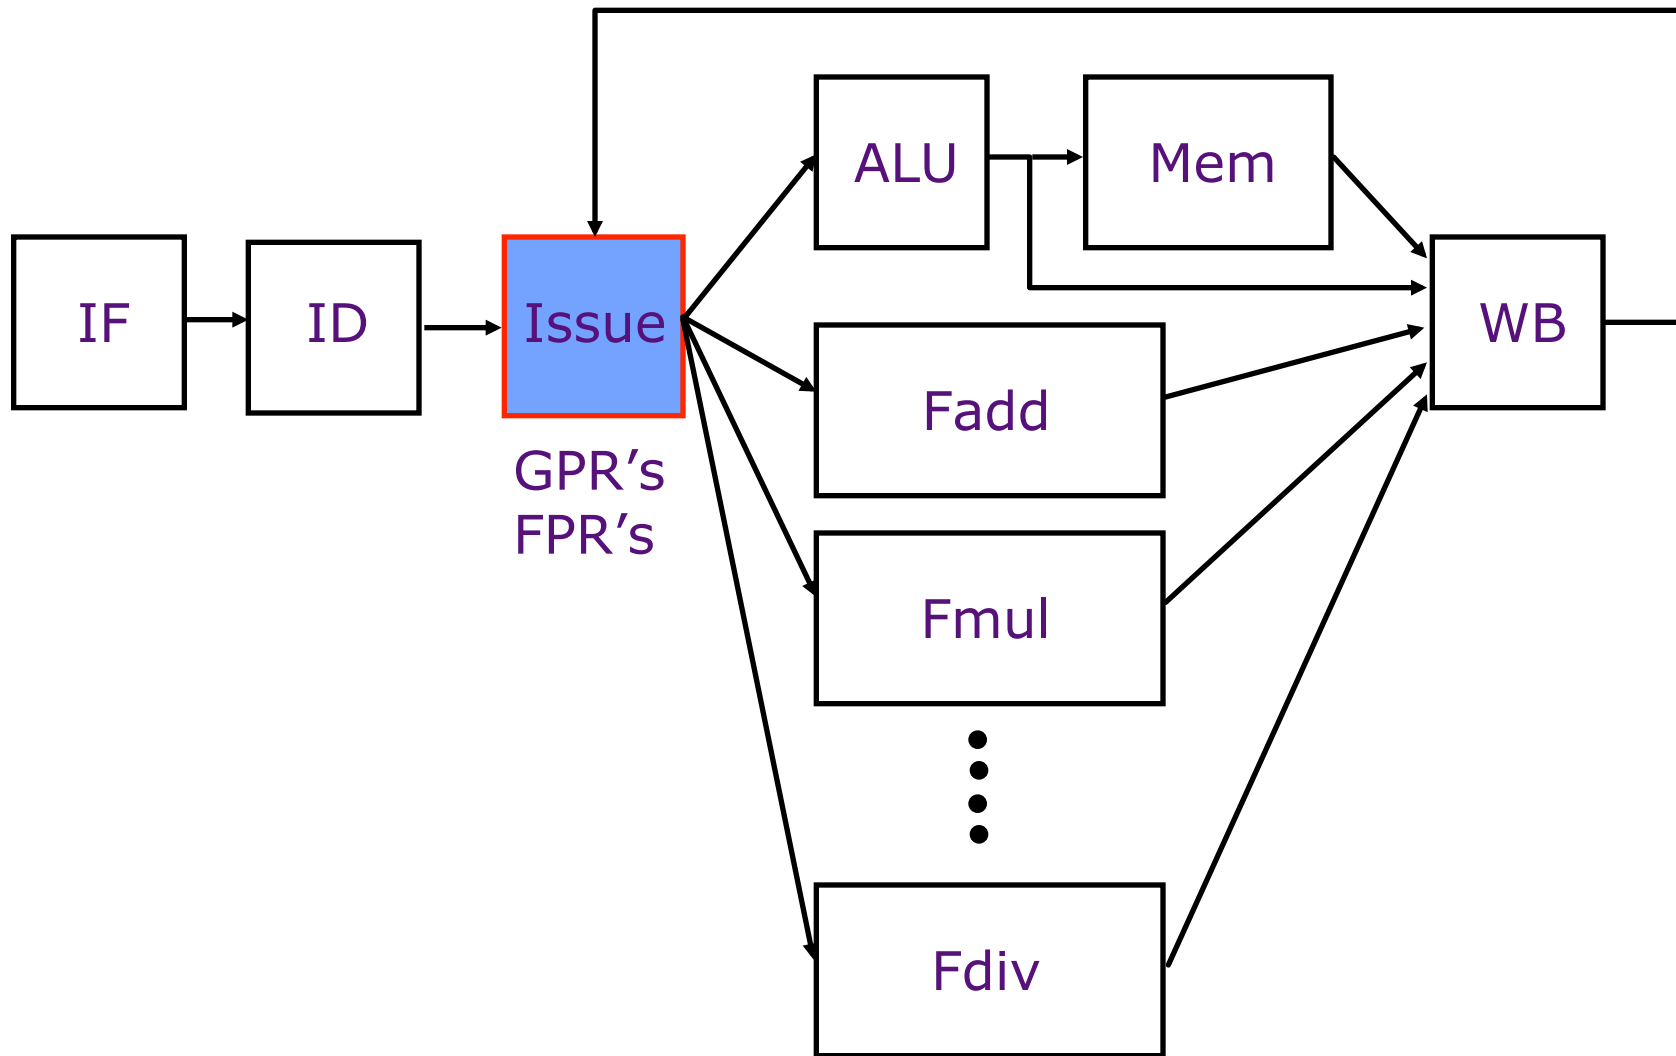 IF
ID
Issue
GPR’s
FPR’s
ALU
Mem
Fadd
Fmul
Fdiv
WB